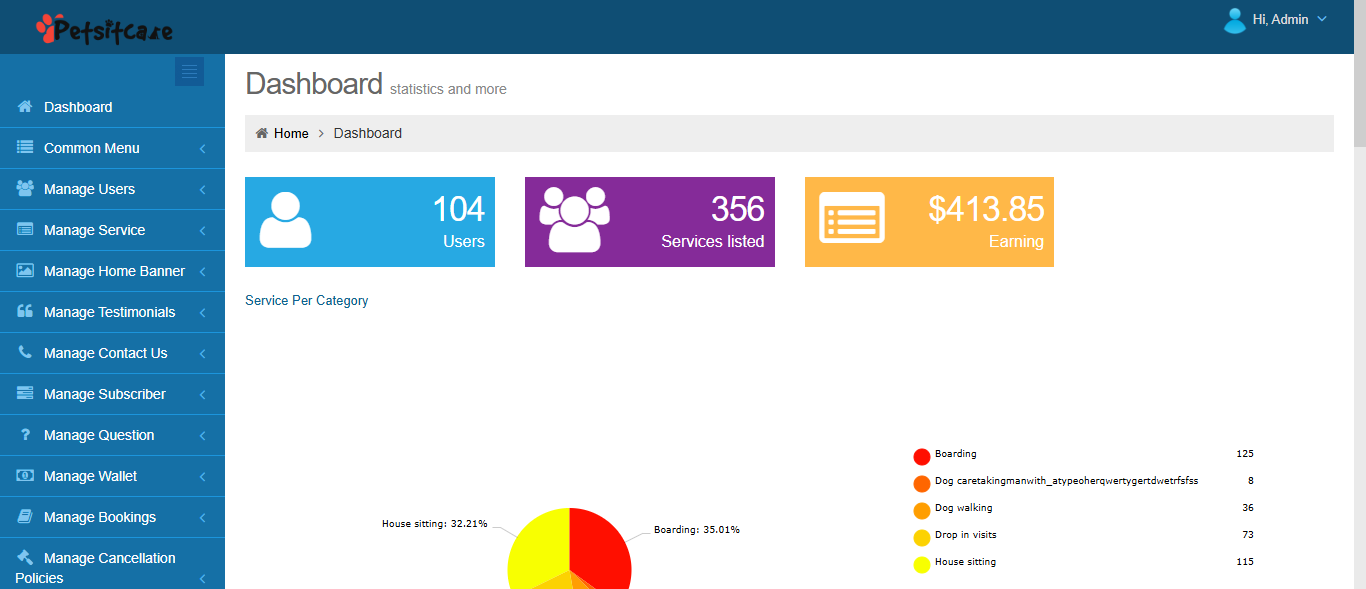 Petsitcare
Hi, Admin
Dashboard
Common Menu
Manage Users
Manage Service
Manage Home Banner
Manage Testimonials
Manage Contact Us
Manage Subscriber
Manage Question
Manage Wallet
Manage Bookings
Manage Cancellation
Policies
Dashboard statistics and more
Home > Dashboard
104
Users
356
Services listed
$413.85
Earning
Service Per Category
House sitting: 32.21%
Boarding: 35.01%
Boarding 125
Dog caretakingmanwith_atypeoherqwertygertdwetrfsfss 8
Dog walking 36
Drop in visits 73
House sitting 115